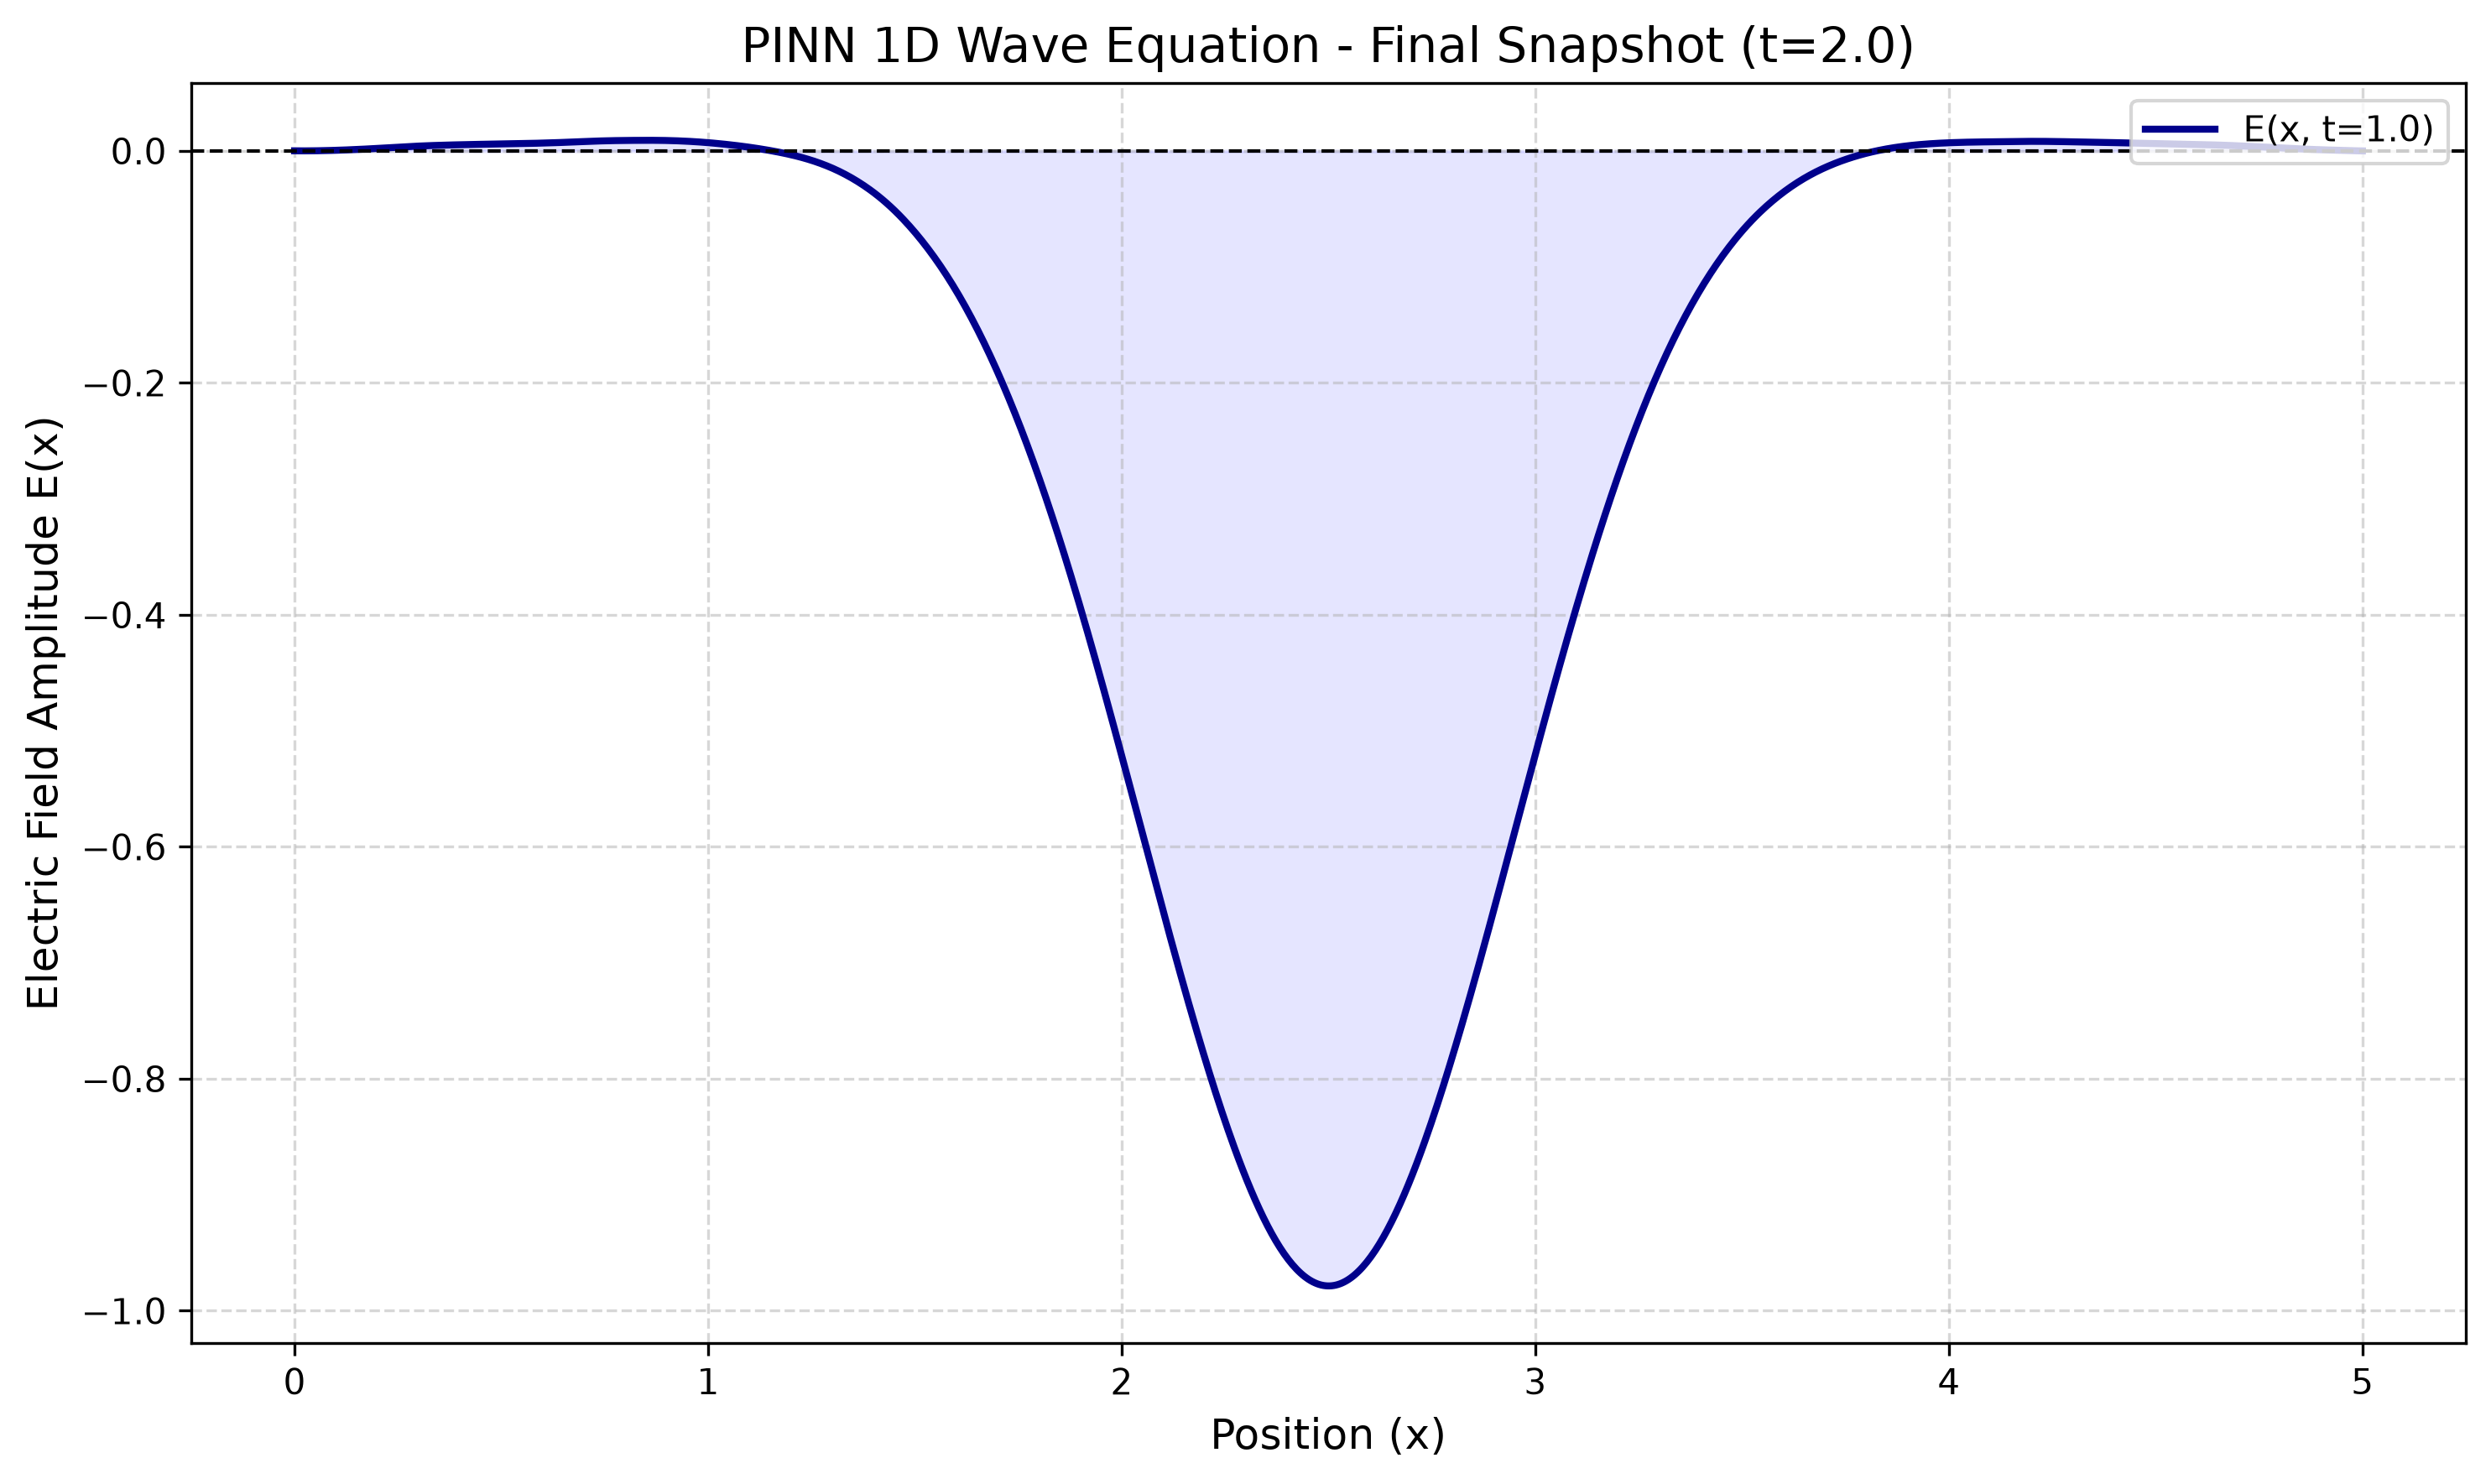 PINN 1D Wave Equation - Final Snapshot (t=2.0)
E(x, t=1.0)
Electric Field Amplitude E(x)
0.0
−0.2
−0.4
−0.6
−0.8
−1.0
0 1 2 3 4 5
Position (x)